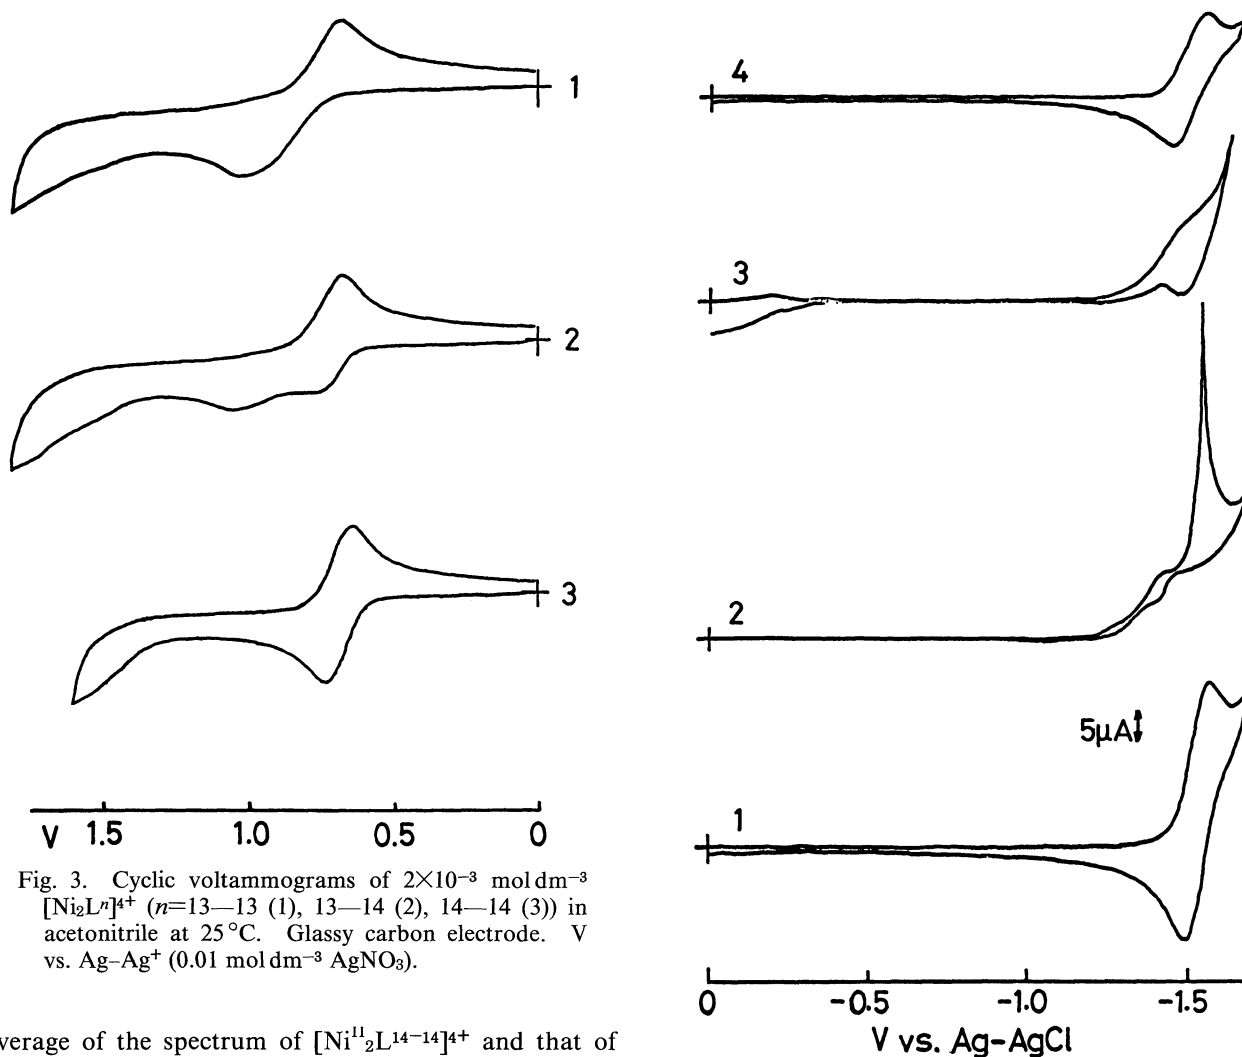 1
2
3
V 1.5 1.0 0.5 0
Fig. 3. Cyclic voltammograms of 2×10⁻³ mol dm⁻³
[Ni₂Lⁿ]⁴⁺ (n=13—13 (1), 13—14 (2), 14—14 (3)) in
acetonitrile at 25 °C. Glassy carbon electrode. V
vs. Ag–Ag⁺ (0.01 mol dm⁻³ AgNO₃).
verage of the spectrum of [Niᴵᴵ₂L¹⁴⁻¹⁴]⁴⁺ and that of
4
3
2
5μA
1
0 -0.5 -1.0 -1.5
V vs. Ag-AgCl